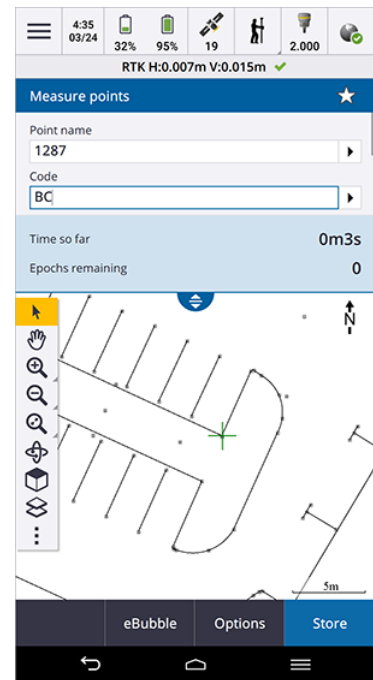 4:35
03/24
32%
95%
19
2.000
RTK H:0.007m V:0.015m
Measure points
Point name
1287
Code
BC
Time so far 0m3s
Epochs remaining 0
N
5m
eBubble Options Store